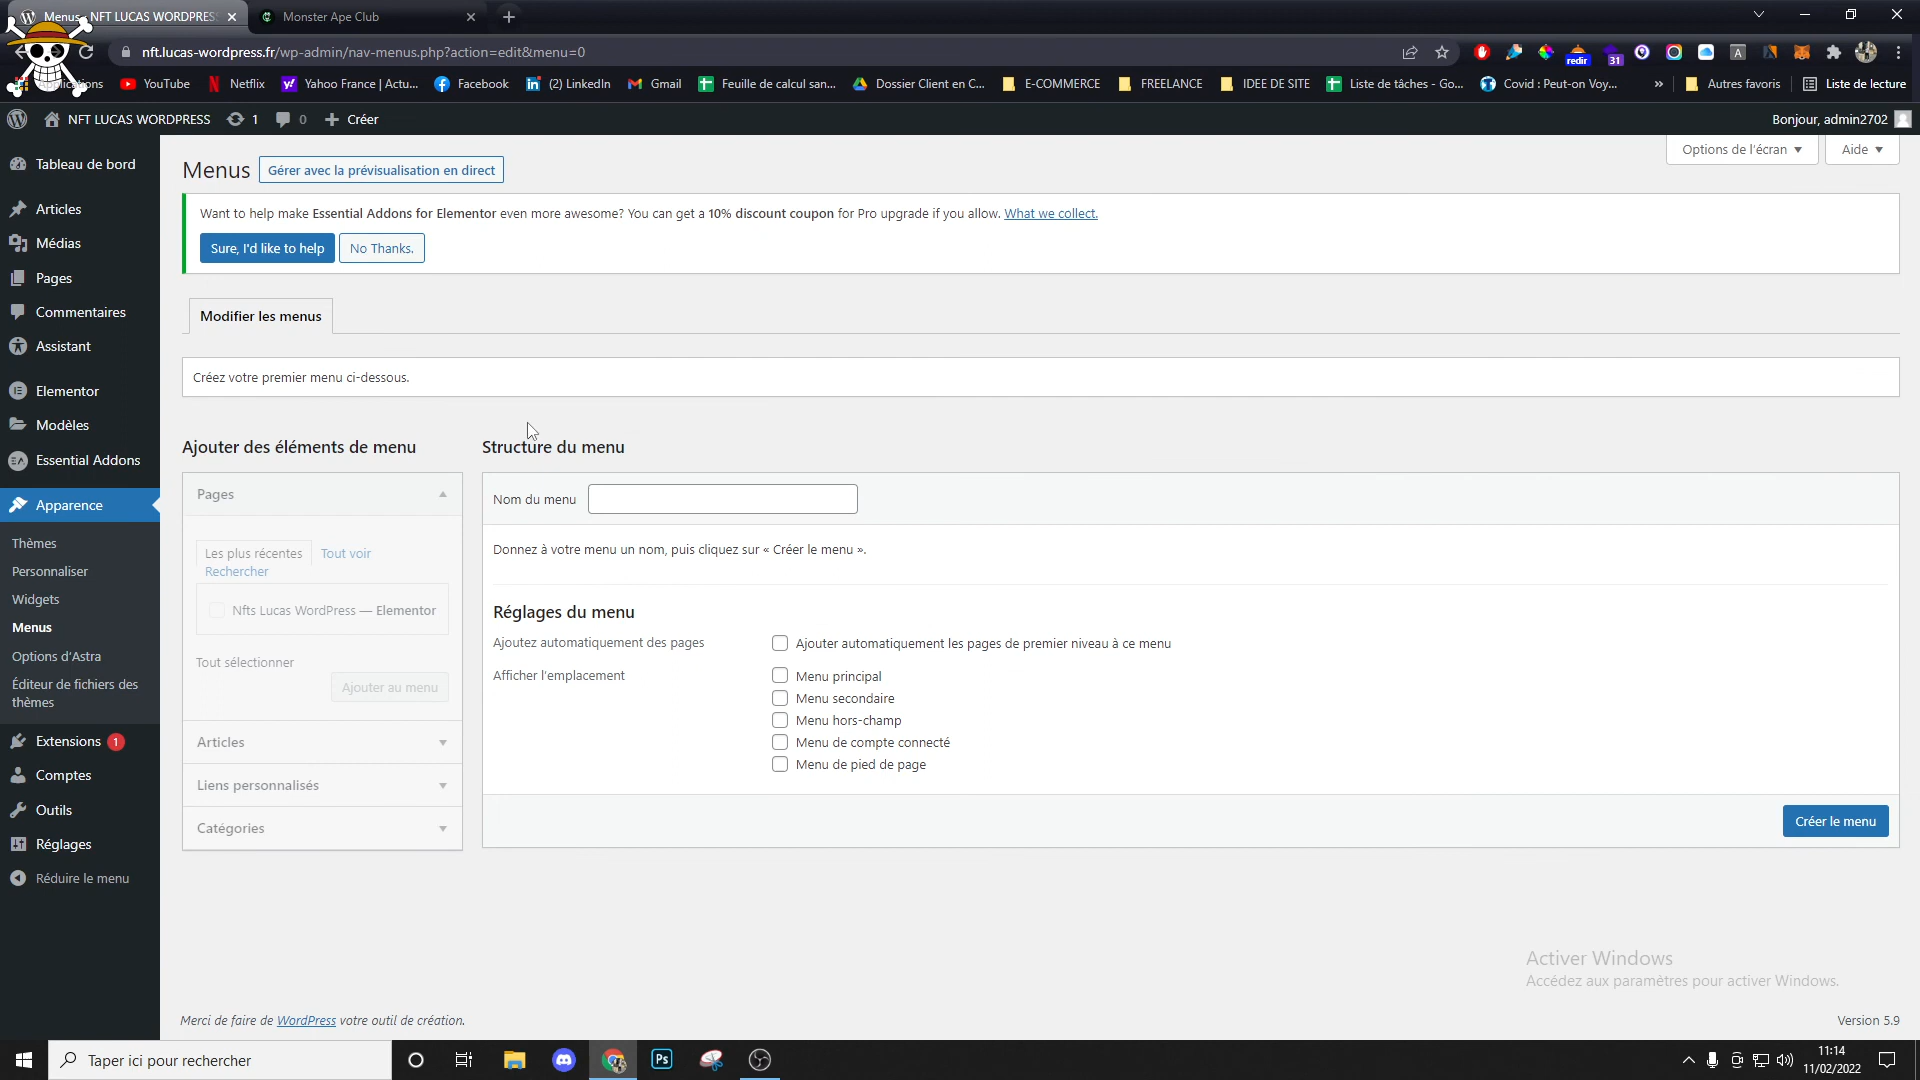 Menus
NFT LUCAS WORDPRESS
Monster Ape Club
nft.lucas-wordpress.fr/wp-admin/nav-menus.php?action=edit&menu=0
redir
31
YouTube
Netflix
Yahoo France | Actu...
Facebook
(2) LinkedIn
Gmail
Feuille de calcul san...
Dossier Client en C...
E-COMMERCE
FREELANCE
IDEE DE SITE
Liste de tâches - Go...
Covid : Peut-on Voy...
»
Autres favoris
Liste de lecture
NFT LUCAS WORDPRESS
1
0
Créer
Bonjour, admin2702
Tableau de bord
Articles
Médias
Pages
Commentaires
Assistant
Elementor
Modèles
Essential Addons
Apparence
Thèmes
Personnaliser
Widgets
Menus
Options d'Astra
Éditeur de fichiers des
thèmes
Extensions 1
Comptes
Outils
Réglages
Réduire le menu
Options de l'écran
Aide
Menus
Gérer avec la prévisualisation en direct
Want to help make Essential Addons for Elementor even more awesome? You can get a 10% discount coupon for Pro upgrade if you allow. What we collect.
Sure, I'd like to help
No Thanks.
Modifier les menus
Créez votre premier menu ci-dessous.
Ajouter des éléments de menu
Pages
Les plus récentes
Tout voir
Rechercher
Nfts Lucas WordPress — Elementor
Tout sélectionner
Ajouter au menu
Articles
Liens personnalisés
Catégories
Structure du menu
Nom du menu
Donnez à votre menu un nom, puis cliquez sur « Créer le menu ».
Réglages du menu
Ajoutez automatiquement des pages
Ajouter automatiquement les pages de premier niveau à ce menu
Afficher l'emplacement
Menu principal
Menu secondaire
Menu hors-champ
Menu de compte connecté
Menu de pied de page
Créer le menu
Activer Windows
Accédez aux paramètres pour activer Windows.
Merci de faire de WordPress votre outil de création.
Version 5.9
Taper ici pour rechercher
Ps
11:14
11/02/2022